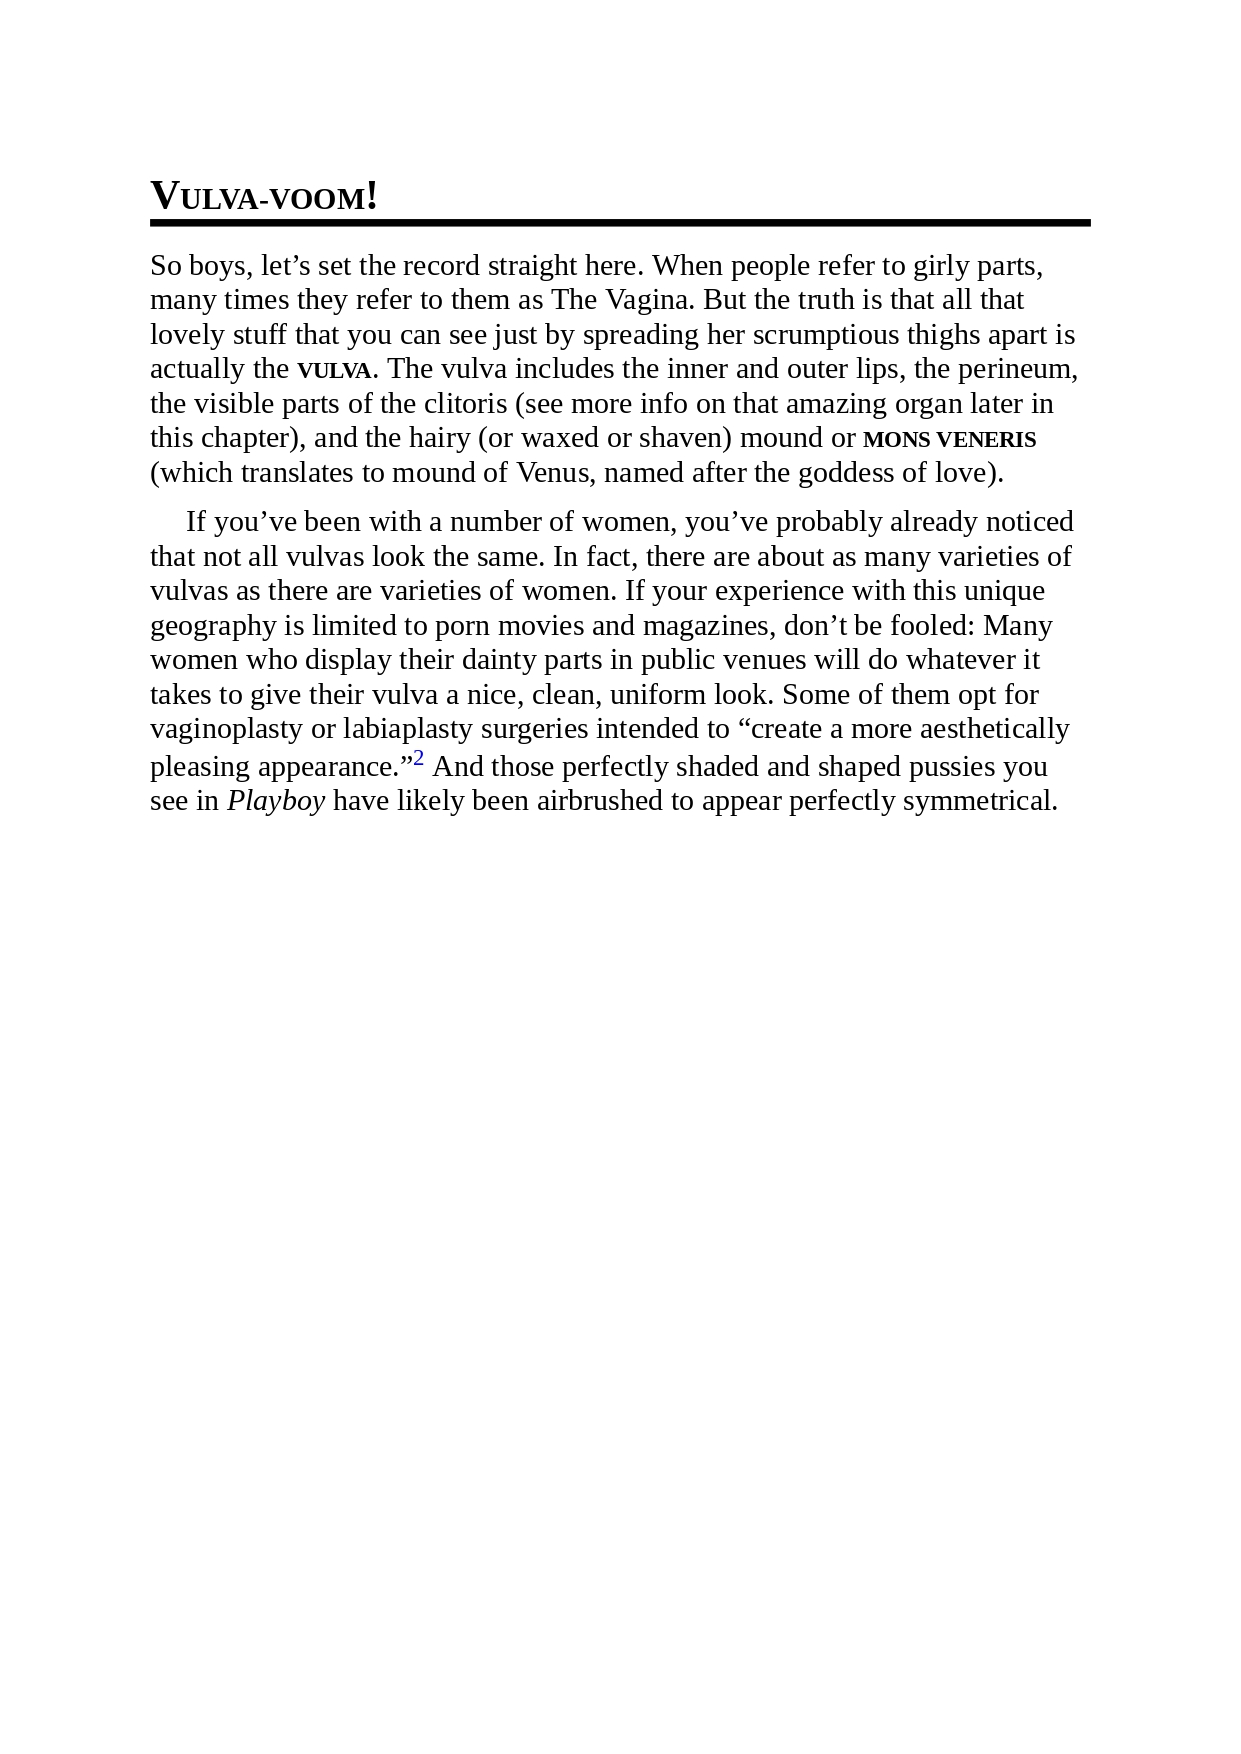 VULVA-VOOM!
So boys, let’s set the record straight here. When people refer to girly parts,
many times they refer to them as The Vagina. But the truth is that all that
lovely stuff that you can see just by spreading her scrumptious thighs apart is
actually the VULVA. The vulva includes the inner and outer lips, the perineum,
the visible parts of the clitoris (see more info on that amazing organ later in
this chapter), and the hairy (or waxed or shaven) mound or MONS VENERIS
(which translates to mound of Venus, named after the goddess of love).
If you’ve been with a number of women, you’ve probably already noticed
that not all vulvas look the same. In fact, there are about as many varieties of
vulvas as there are varieties of women. If your experience with this unique
geography is limited to porn movies and magazines, don’t be fooled: Many
women who display their dainty parts in public venues will do whatever it
takes to give their vulva a nice, clean, uniform look. Some of them opt for
vaginoplasty or labiaplasty surgeries intended to “create a more aesthetically
pleasing appearance.”2 And those perfectly shaded and shaped pussies you
see in Playboy have likely been airbrushed to appear perfectly symmetrical.